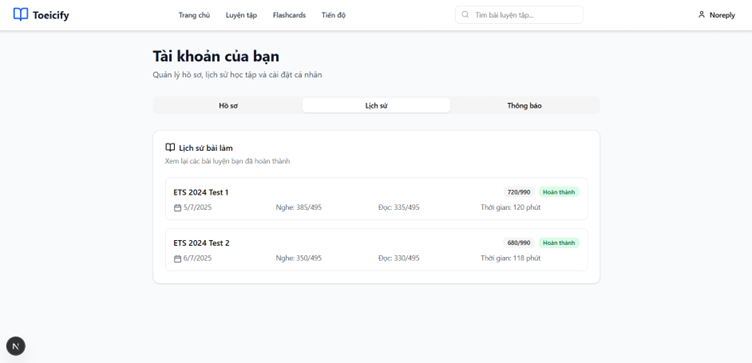 Toeicify Trang chủ Luyện tập Flashcards Tiến độ Tìm bài luyện tập... Noreply
Tài khoản của bạn
Quản lý hồ sơ, lịch sử học tập và cài đặt cá nhân
Hồ sơ Lịch sử Thông báo
Lịch sử bài làm
Xem lại các bài luyện bạn đã hoàn thành
ETS 2024 Test 1 720/990 Hoàn thành
5/7/2025 Nghe: 385/495 Đọc: 335/495 Thời gian: 120 phút
ETS 2024 Test 2 680/990 Hoàn thành
6/7/2025 Nghe: 350/495 Đọc: 330/495 Thời gian: 118 phút
N